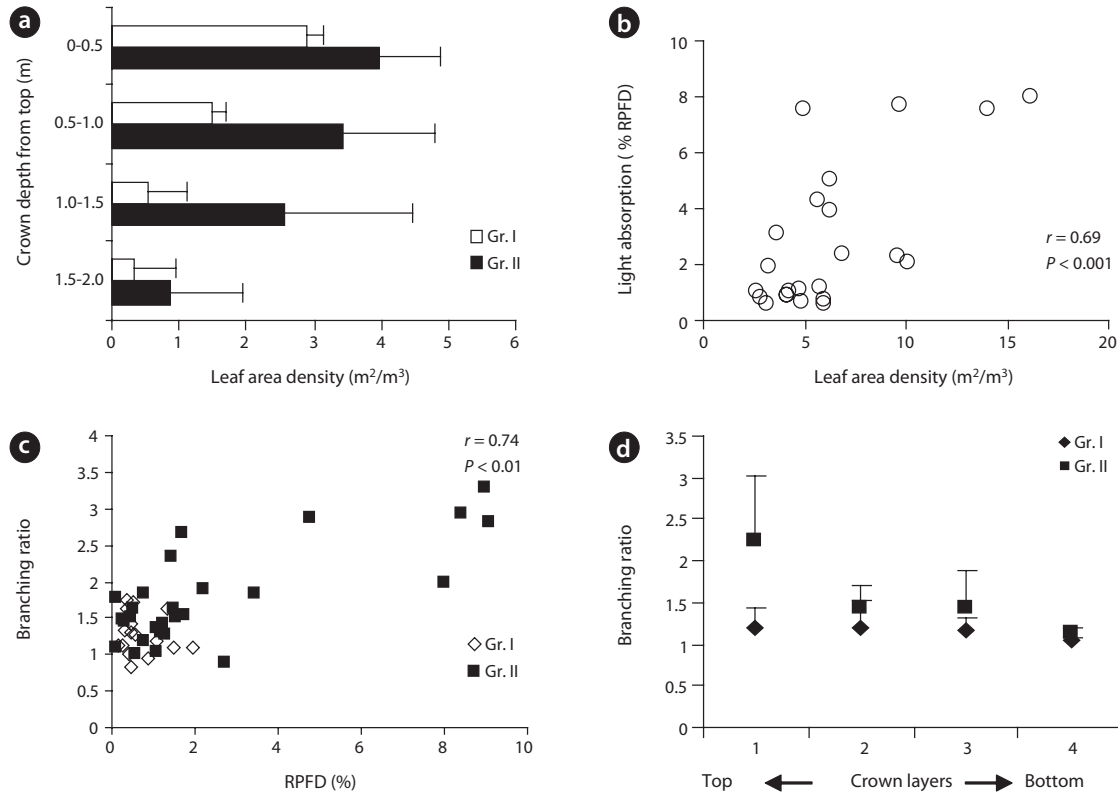 a
Crown depth from top (m)
0-0.5
0.5-1.0
1.0-1.5
1.5-2.0
Gr. I
Gr. II
0 1 2 3 4 5 6
Leaf area density (m²/m³)
b
Light absorption ( % RPFD)
10
8
6
4
2
0
r = 0.69
P < 0.001
0 5 10 15 20
Leaf area density (m²/m³)
c
Branching ratio
4
3.5
3
2.5
2
1.5
1
0.5
0
r = 0.74
P < 0.01
Gr. I
Gr. II
0 2 4 6 8 10
RPFD (%)
d
Branching ratio
3.5
3
2.5
2
1.5
1
0.5
0
Gr. I
Gr. II
1 2 3 4
Top Crown layers Bottom